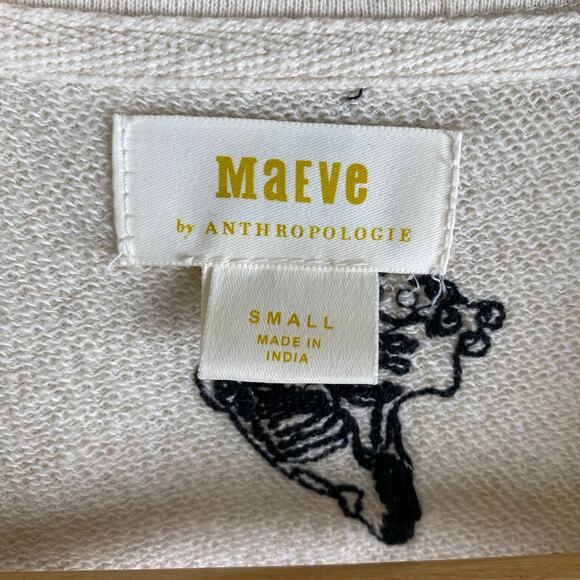 MaEVe
by ANTHROPOLOGIE
SMALL
MADE IN
INDIA